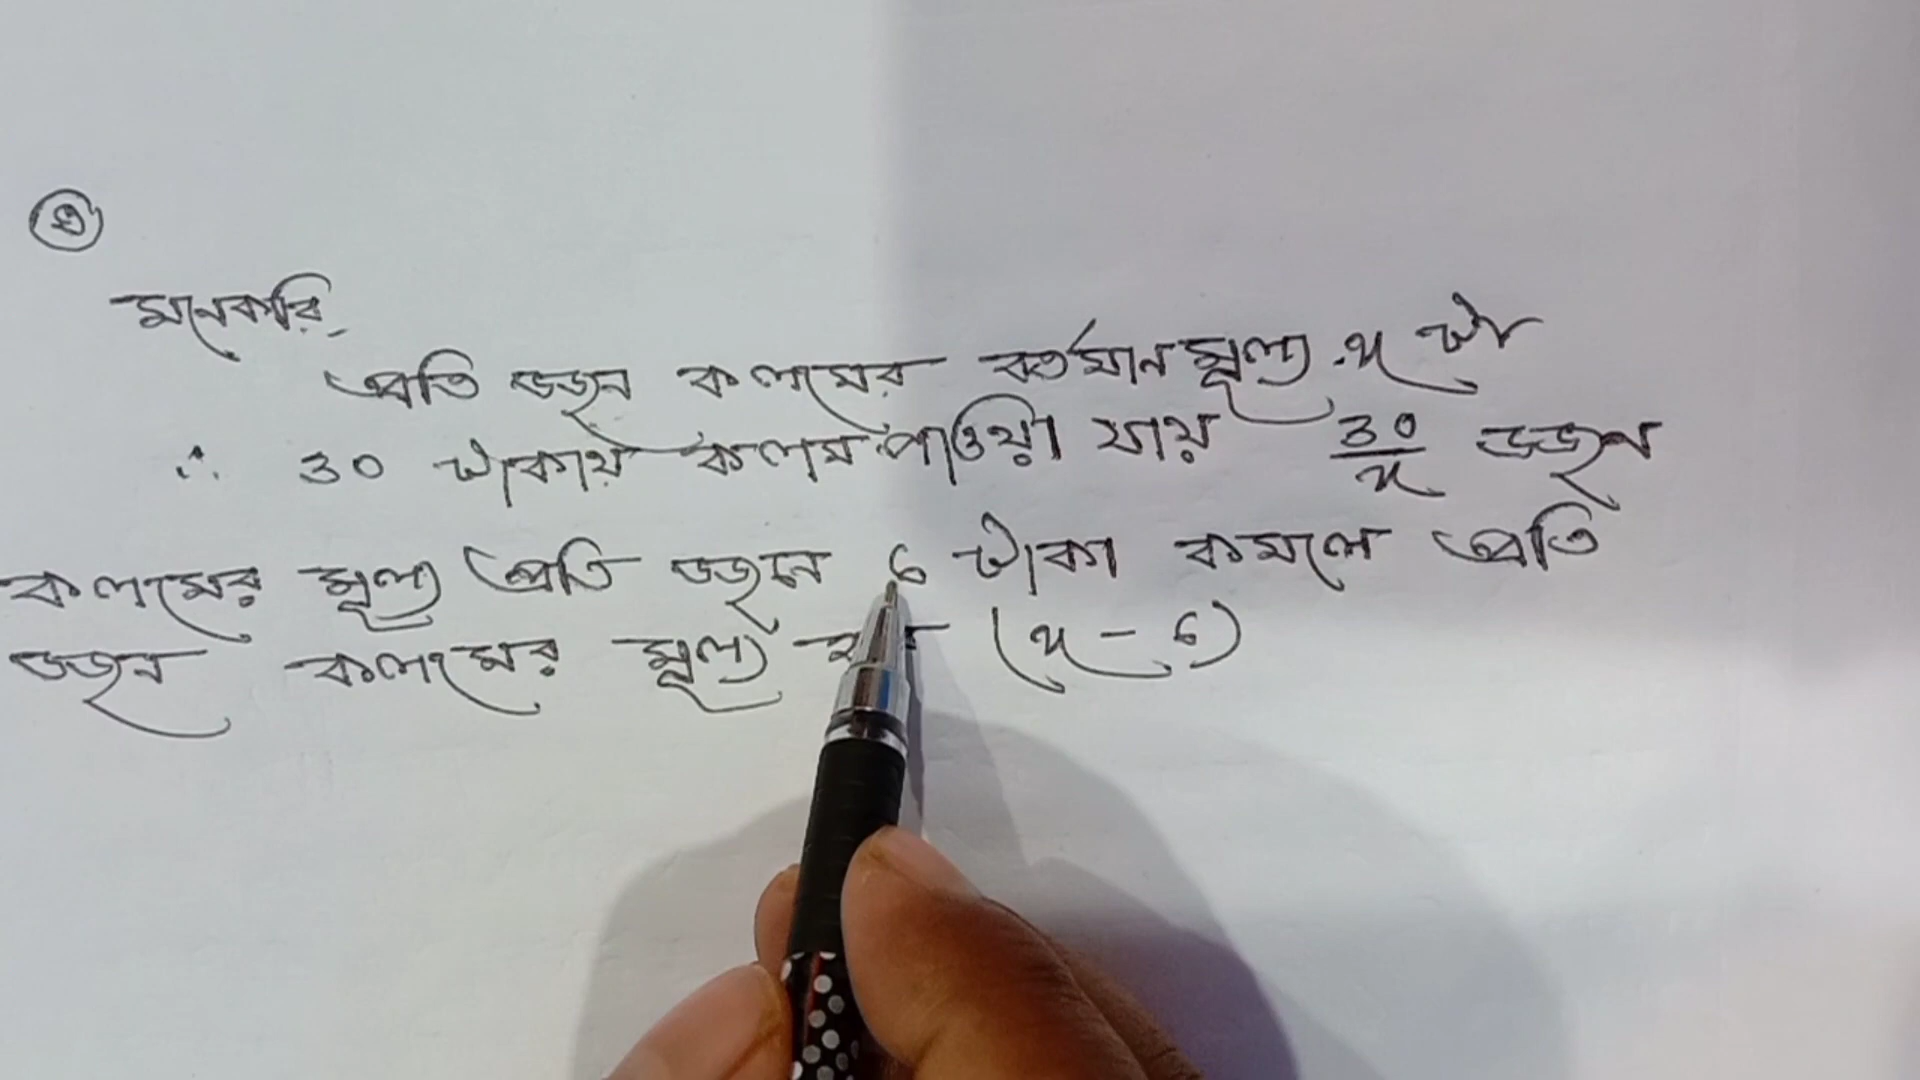 ৩
মনেকরি,
প্রতি ডজন কলমের বর্তমান মূল্য x টা
∴ 30 টাকায় কলম পাওয়া যায় 30/x ডজন
কলমের মূল্য প্রতি ডজনে 6 টাকা কমলে প্রতি
ডজন কলমের মূল্য (x - 6)